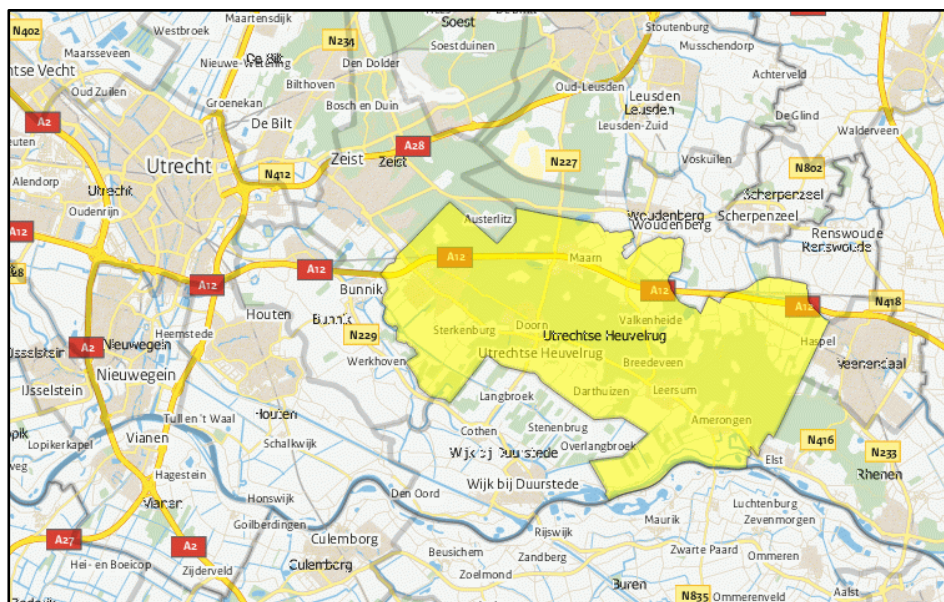 Maartensdijk
Soest
N402
Westbroek
N234
Soestduinen
Stoutenburg
Maarsseveen
Musschendorp
Nieuwe-Wetering
De Bilt
Den Dolder
Achterveld
Bilthoven
Oud-Leusden
Oud Zuilen
Groenekan
Bosch en Duin
Leusden
Leusden
De Glind
A2
De Bilt
Leusden-Zuid
Walderveen
A28
Utrecht
Zeist
Zeist
N227
Voskuilen
N412
N802
Alendorp
Utrecht
Scherpenzeel
Oudenrijn
Austerlitz
Woudenberg
Woudenberg
Scherpenzeel
A12
Renswoude
Renswoude
A12
Maarn
A12
A12
Bunnik
A12
A12
N418
Houten
Bunnik
Valkenheide
Heemstede
Sterkenburg
Doorn
Utrechtse Heuvelrug
N229
Haspel
A2
Nieuwegein
IJsselstein
Utrechtse Heuvelrug
Werkhoven
Breedeveen
Veenendaal
Nieuwegein
IJsselstein
Darthuizen
Leersum
Langbroek
Tull en 't Waal
Houten
Amerongen
Stenenbrug
Cothen
Vianen
Lopikerkapel
Schalkwijk
Overlangbroek
N416
Wijk bij Duurstede
N233
Elst
Hagestein
Rhenen
Wijk bij Duurstede
Den Oord
Vianen
Honswijk
Luchtenburg
Goilberdingen
Maurik
Zevenmorgen
Rijswijk
A27
Culemborg
A2
Beusichem
Zandberg
Zwarte Paard
Ommeren
Hei- en Boeicop
Culemborg
Zijderveld
Zoelmond
Buren
Aalst
N835
Ommerenveld